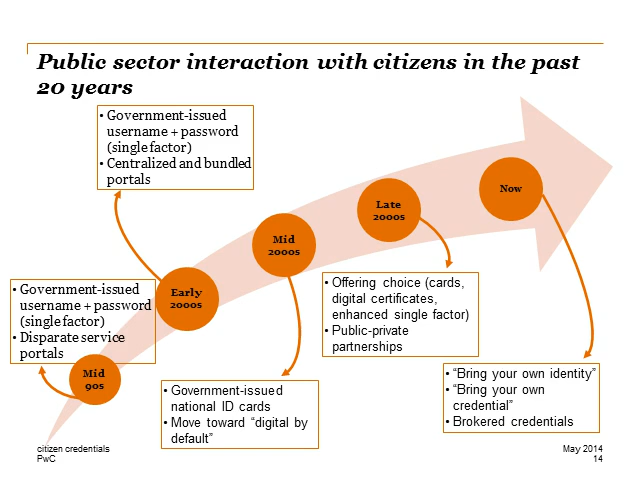 Public sector interaction with citizens in the past
20 years
• Government-issued
username + password
(single factor)
• Centralized and bundled
portals
Now
Late
2000s
Mid
2000s
• Offering choice (cards,
digital certificates,
enhanced single factor)
• Public-private
partnerships
• Government-issued
username + password
(single factor)
• Disparate service
portals
Early
2000s
Mid
90s
• “Bring your own identity”
• “Bring your own
credential”
• Brokered credentials
• Government-issued
national ID cards
• Move toward “digital by
default”
citizen credentials
PwC
May 2014
14